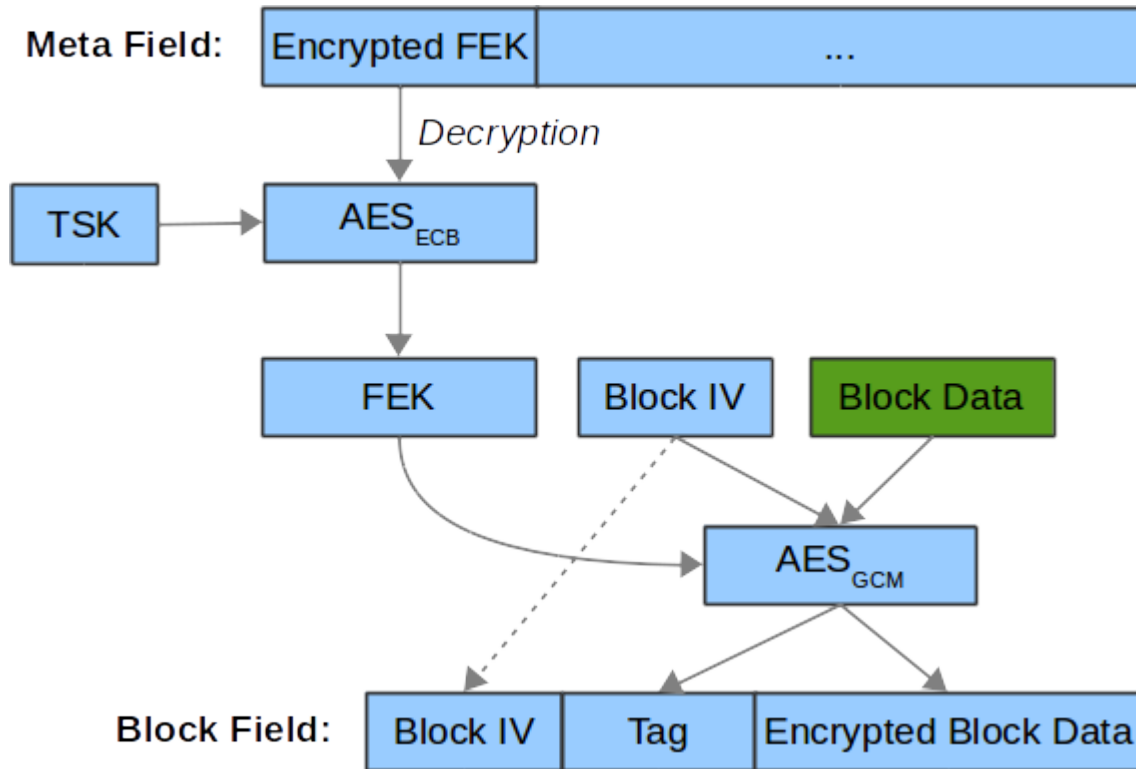 Meta Field:
Encrypted FEK
...
Decryption
TSK
AES ECB
FEK
Block IV
Block Data
AES GCM
Block Field:
Block IV
Tag
Encrypted Block Data